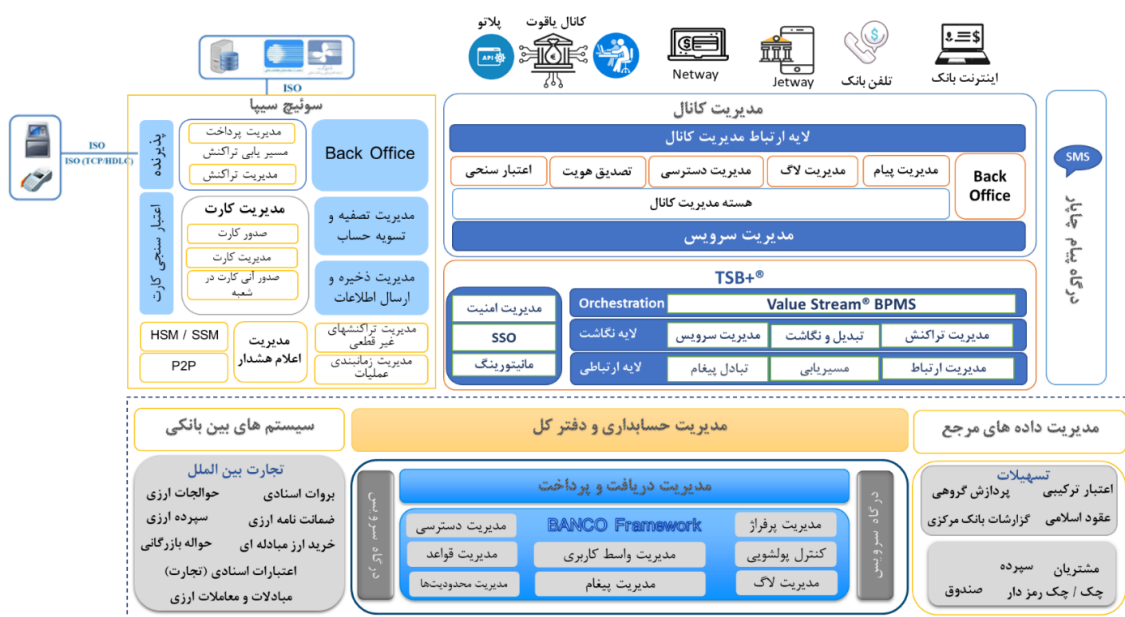 پلاتو
کانال یاقوت
API
Netway
Jetway
تلفن بانک
اینترنت بانک
ISO
ISO
ISO (TCP/HDLC)
سوئیچ سیپا
پذیرنده
مدیریت پرداخت
مسیر یابی تراکنش
مدیریت تراکنش
Back Office
اعتبار سنجی کارت
مدیریت کارت
صدور کارت
مدیریت کارت
صدور آنی کارت در
شعبه
مدیریت تصفیه و
تسویه حساب
مدیریت ذخیره و
ارسال اطلاعات
HSM / SSM
P2P
مدیریت
اعلام هشدار
مدیریت تراکنشهای
غیر قطعی
مدیریت زمانبندی
عملیات
مدیریت کانال
لایه ارتباط مدیریت کانال
مدیریت پیام
مدیریت لاگ
مدیریت دسترسی
تصدیق هویت
اعتبار سنجی
Back
Office
هسته مدیریت کانال
مدیریت سرویس
SMS
درگاه پیام چاپار
TSB+®
مدیریت امنیت
SSO
مانیتورینگ
Orchestration
Value Stream® BPMS
لایه نگاشت
مدیریت سرویس
تبدیل و نگاشت
مدیریت تراکنش
لایه ارتباطی
تبادل پیغام
مسیریابی
مدیریت ارتباط
سیستم های بین بانکی
مدیریت حسابداری و دفتر کل
مدیریت داده های مرجع
تجارت بین الملل
بروات اسنادی
حوالجات ارزی
ضمانت نامه ارزی
سپرده ارزی
خرید ارز مبادله ای
حواله بازرگانی
اعتبارات اسنادی (تجارت)
مبادلات و معاملات ارزی
درگاه سرویس
مدیریت دریافت و پرداخت
BANCO Framework
مدیریت پرفراژ
مدیریت دسترسی
کنترل پولشویی
مدیریت واسط کاربری
مدیریت قواعد
مدیریت لاگ
مدیریت پیغام
مدیریت محدودیت‌ها
درگاه سرویس
تسهیلات
اعتبار ترکیبی
پردازش گروهی
عقود اسلامی
گزارشات بانک مرکزی
مشتریان
سپرده
چک / چک رمز دار
صندوق